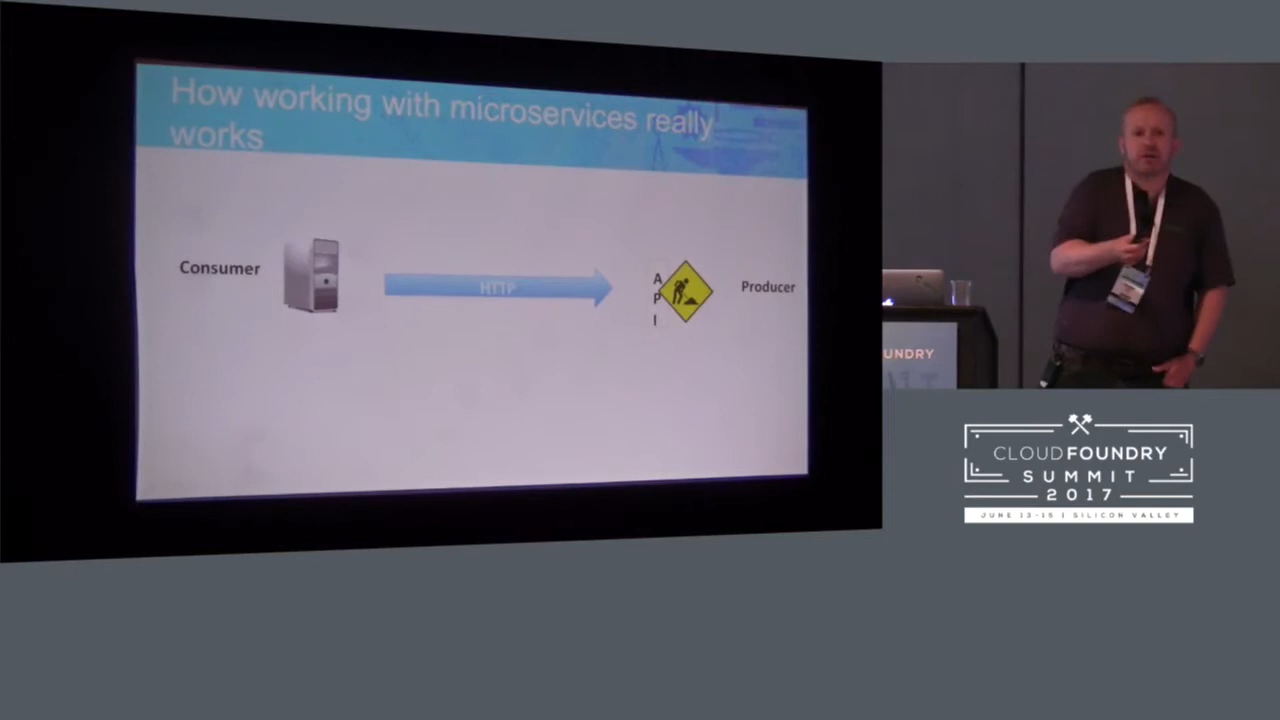 How working with microservices really
works
Consumer
HTTP
A
P
I
Producer
UNDRY
CLOUDFOUNDRY
SUMMIT
2017
JUNE 13-15 | SILICON VALLEY